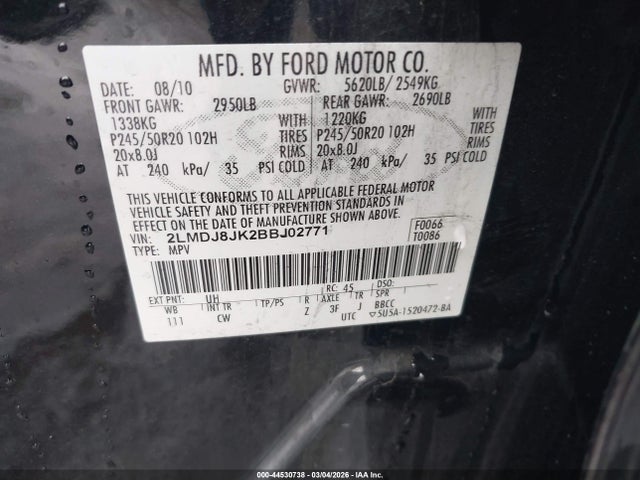 MFD. BY FORD MOTOR CO.
DATE: 08/10 GVWR: 5620LB/ 2549KG
FRONT GAWR: 2950LB REAR GAWR: 2690LB
1338KG WITH 1220KG WITH
P245/50R20 102H TIRES P245/50R20 102H TIRES
20x8.0J RIMS 20x8.0J RIMS
AT 240 kPa/ 35 PSI COLD AT 240 kPa/ 35 PSI COLD
THIS VEHICLE CONFORMS TO ALL APPLICABLE FEDERAL MOTOR
VEHICLE SAFETY AND THEFT PREVENTION STANDARDS IN
EFFECT ON THE DATE OF MANUFACTURE SHOWN ABOVE.
VIN: 2LMDJ8JK2BBJ02771 F0066
TYPE: MPV T0086
EXT PNT: UH RC: 45 DSO:
WB INT TR TP/PS R AXLE TR SPR
111 CW Z 3F J BBCC
UTC ▽5U5A-1520472-BA
000-44530738 - 03/04/2026 - IAA Inc.